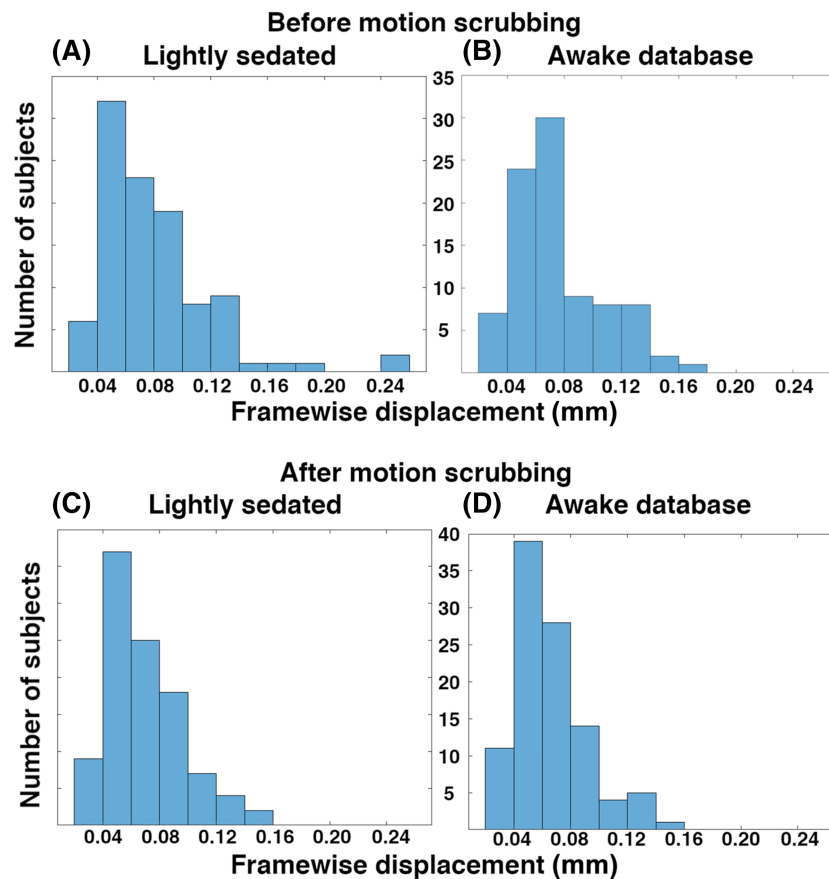 Before motion scrubbing
(A) Lightly sedated
(B) Awake database
Number of subjects
35
30
25
20
15
10
5
0.04 0.08 0.12 0.16 0.20 0.24
0.04 0.08 0.12 0.16 0.20 0.24
Framewise displacement (mm)
After motion scrubbing
(C) Lightly sedated
(D) Awake database
Number of subjects
40
35
30
25
20
15
10
5
0.04 0.08 0.12 0.16 0.20 0.24
0.04 0.08 0.12 0.16 0.20 0.24
Framewise displacement (mm)